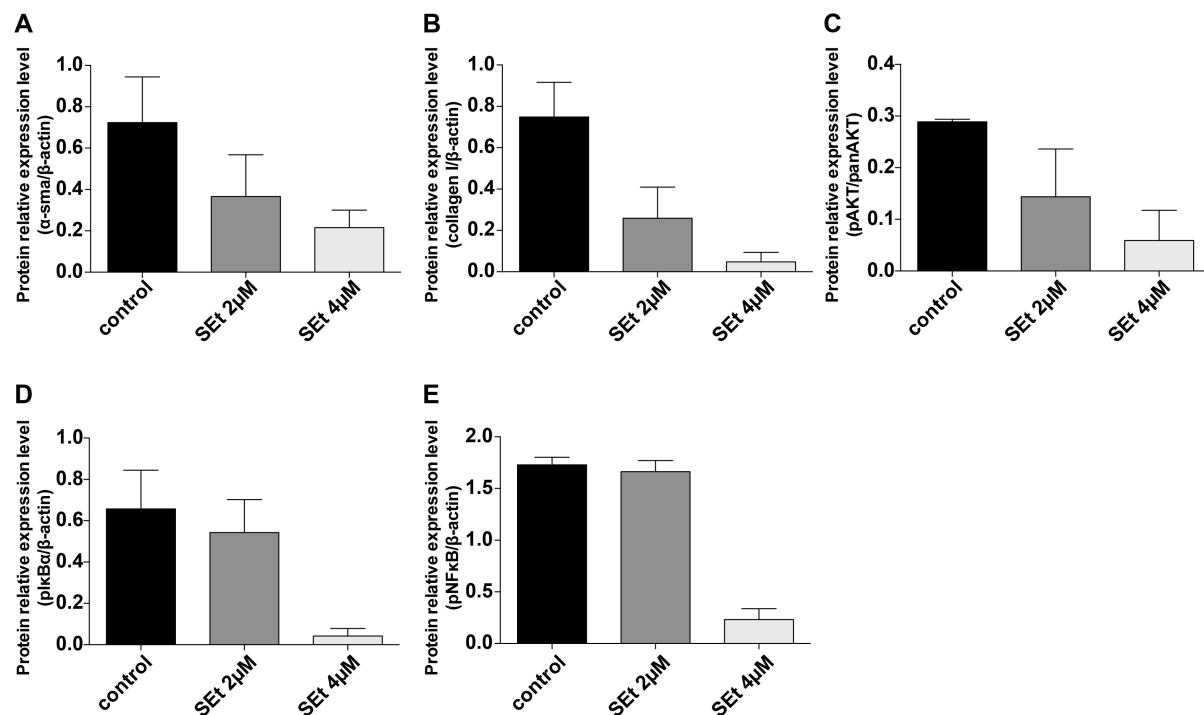 A
Protein relative expression level
(α-sma/β-actin)
1.0
0.8
0.6
0.4
0.2
0.0
control
SEt 2μM
SEt 4μM
B
Protein relative expression level
(collagen I/β-actin)
1.0
0.8
0.6
0.4
0.2
0.0
control
SEt 2μM
SEt 4μM
C
Protein relative expression level
(pAKT/panAKT)
0.4
0.3
0.2
0.1
0.0
control
SEt 2μM
SEt 4μM
D
Protein relative expression level
(pIκBα/β-actin)
1.0
0.8
0.6
0.4
0.2
0.0
control
SEt 2μM
SEt 4μM
E
Protein relative expression level
(pNFκB/β-actin)
2.0
1.5
1.0
0.5
0.0
control
SEt 2μM
SEt 4μM